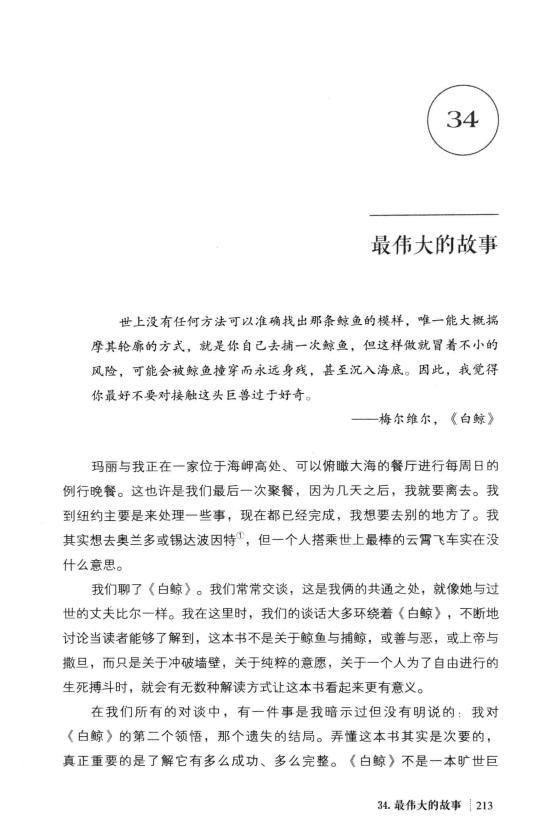 34
最伟大的故事
世上没有任何方法可以准确找出那条鲸鱼的模样，唯一能大概揣
摩其轮廓的方式，就是你自己去捕一次鲸鱼，但这样做就冒着不小的
风险，可能会被鲸鱼撞穿而永远身残，甚至沉入海底。因此，我觉得
你最好不要对接触这头巨兽过于好奇。
——梅尔维尔，《白鲸》
玛丽与我正在一家位于海岬高处、可以俯瞰大海的餐厅进行每周日的
例行晚餐。这也许是我们最后一次聚餐，因为几天之后，我就要离去。我
到纽约主要是来处理一些事，现在都已经完成，我想要去别的地方了。我
其实想去奥兰多或锡达波因特①，但一个人搭乘世上最棒的云霄飞车实在没
什么意思。
我们聊了《白鲸》。我们常常交谈，这是我俩的共通之处，就像她与过
世的丈夫比尔一样。我在这里时，我们的谈话大多环绕着《白鲸》，不断地
讨论当读者能够了解到，这本书不是关于鲸鱼与捕鲸，或善与恶，或上帝与
撒旦，而只是关于冲破墙壁，关于纯粹的意愿，关于一个人为了自由进行的
生死搏斗时，就会有无数种解读方式让这本书看起来更有意义。
在我们所有的对谈中，有一件事是我暗示过但没有明说的：我对
《白鲸》的第二个领悟，那个遗失的结局。弄懂这本书其实是次要的，
真正重要的是了解它有多么成功、多么完整。《白鲸》不是一本旷世巨
34. 最伟大的故事 213